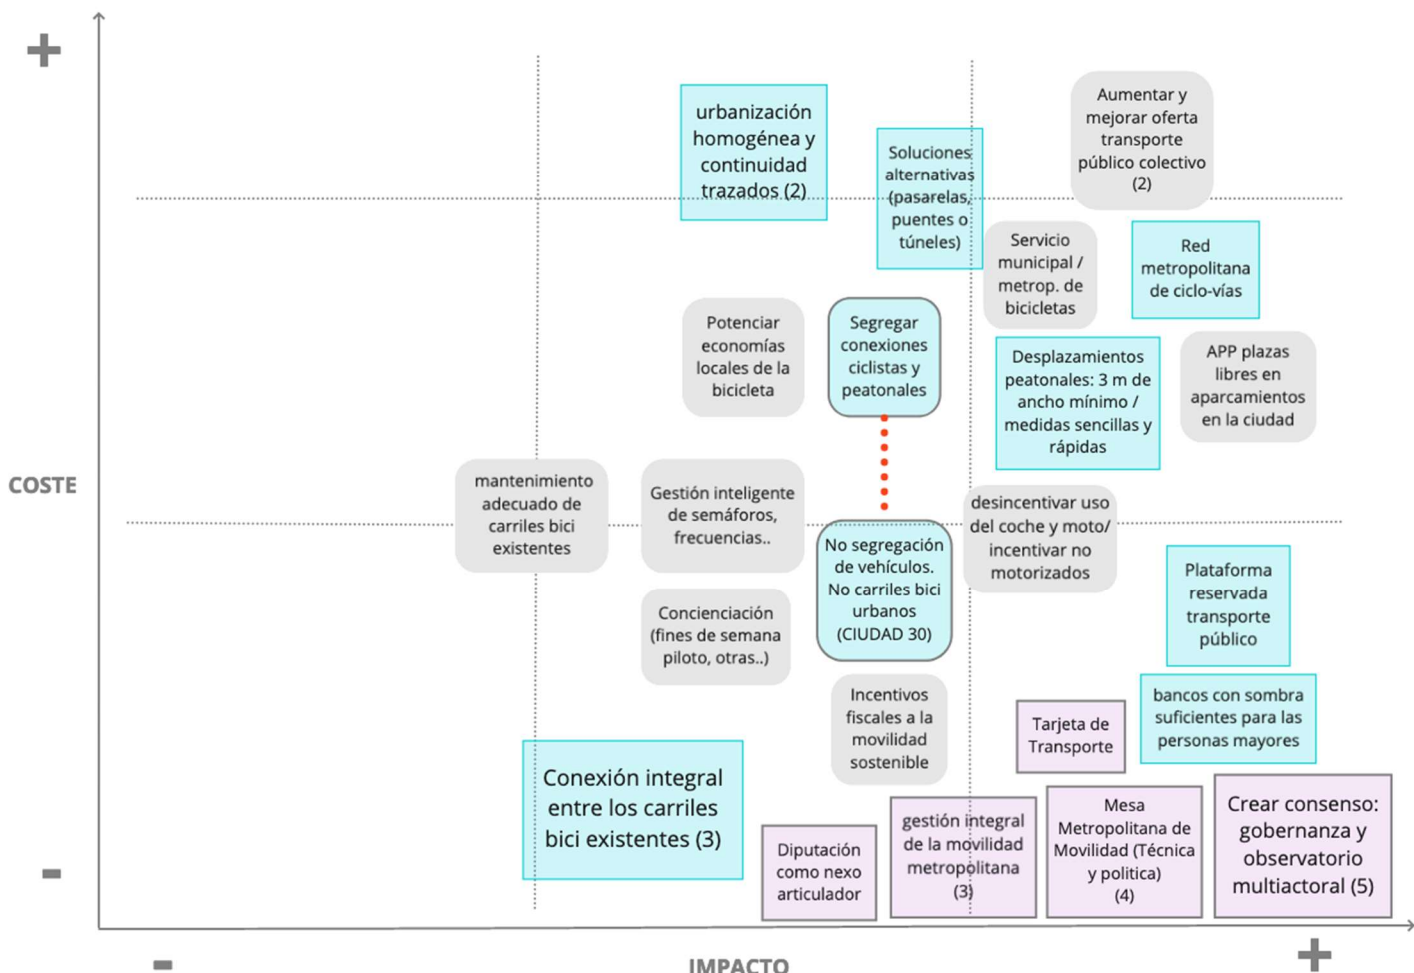 +
urbanización
homogénea y
continuidad
trazados (2)
Soluciones
alternativas
(pasarelas,
puentes o
túneles)
Aumentar y
mejorar oferta
transporte
público colectivo
(2)
Servicio
municipal /
metrop. de
bicicletas
Red
metropolitana
de ciclo-vías
Potenciar
economías
locales de la
bicicleta
Segregar
conexiones
ciclistas y
peatonales
Desplazamientos
peatonales: 3 m de
ancho mínimo /
medidas sencillas y
rápidas
APP plazas
libres en
aparcamientos
en la ciudad
COSTE
mantenimiento
adecuado de
carriles bici
existentes
Gestión inteligente
de semáforos,
frecuencias..
desincentivar uso
del coche y moto/
incentivar no
motorizados
No segregación
de vehículos.
No carriles bici
urbanos
(CIUDAD 30)
Plataforma
reservada
transporte
público
Concienciación
(fines de semana
piloto, otras..)
Incentivos
fiscales a la
movilidad
sostenible
Tarjeta de
Transporte
bancos con sombra
suficientes para las
personas mayores
Conexión integral
entre los carriles
bici existentes (3)
Diputación
como nexo
articulador
gestión integral
de la movilidad
metropolitana
(3)
Mesa
Metropolitana de
Movilidad (Técnica
y politica)
(4)
Crear consenso:
gobernanza y
observatorio
multiactoral (5)
-
-
IMPACTO
+